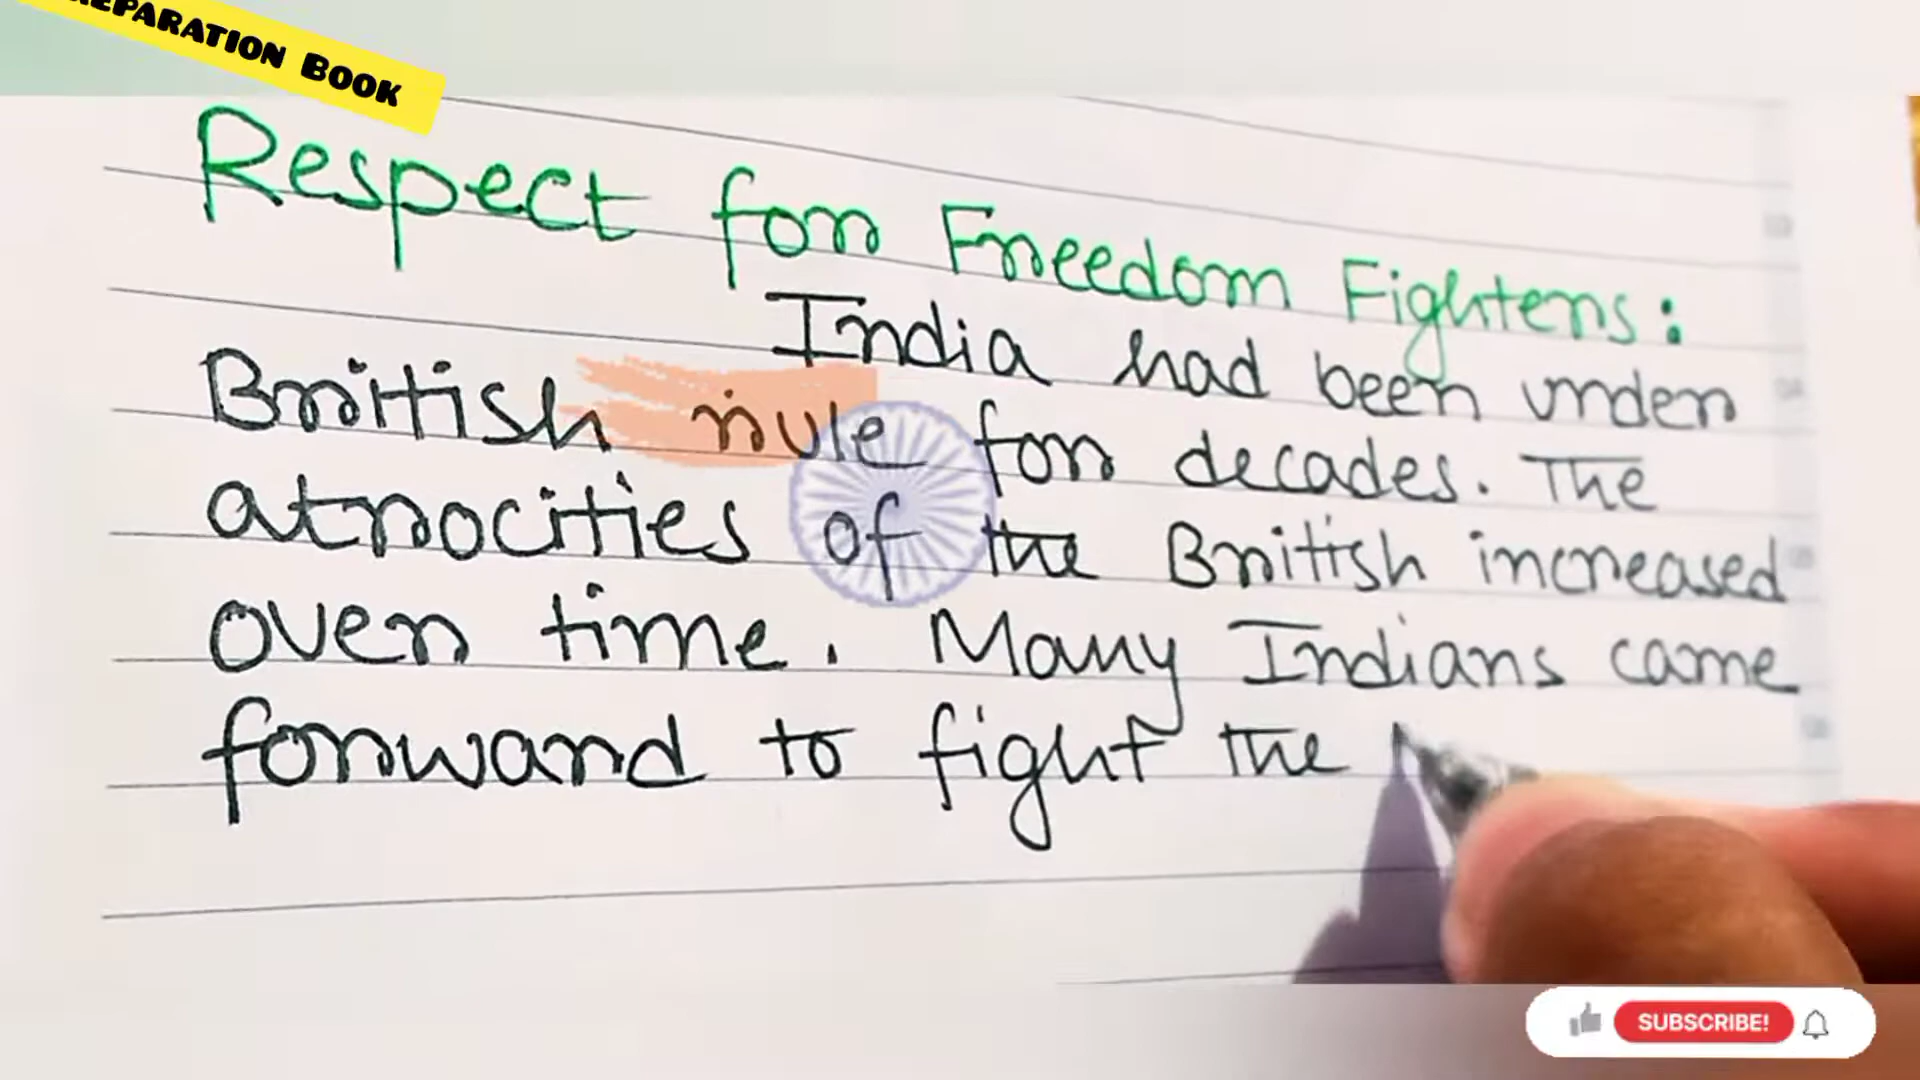 REPARATION BOOK
Respect for Freedom Fighters:
India had been under
British rule for decades. The
atrocities of the British increased
over time. Many Indians came
forward to fight the
SUBSCRIBE!